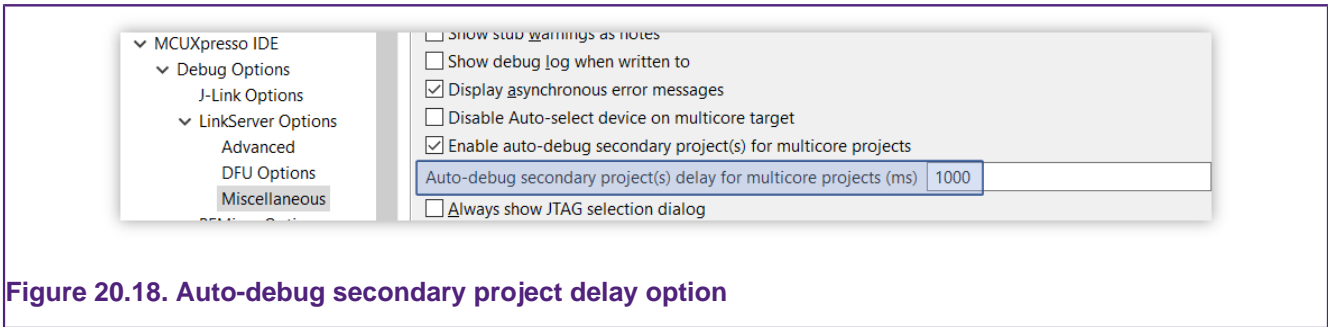 Show stub warnings as notes
MCUXpresso IDE
Show debug log when written to
Debug Options
Display asynchronous error messages
J-Link Options
Disable Auto-select device on multicore target
LinkServer Options
Enable auto-debug secondary project(s) for multicore projects
Advanced
DFU Options
Auto-debug secondary project(s) delay for multicore projects (ms) 1000
Miscellaneous
Always show JTAG selection dialog
Figure 20.18. Auto-debug secondary project delay option